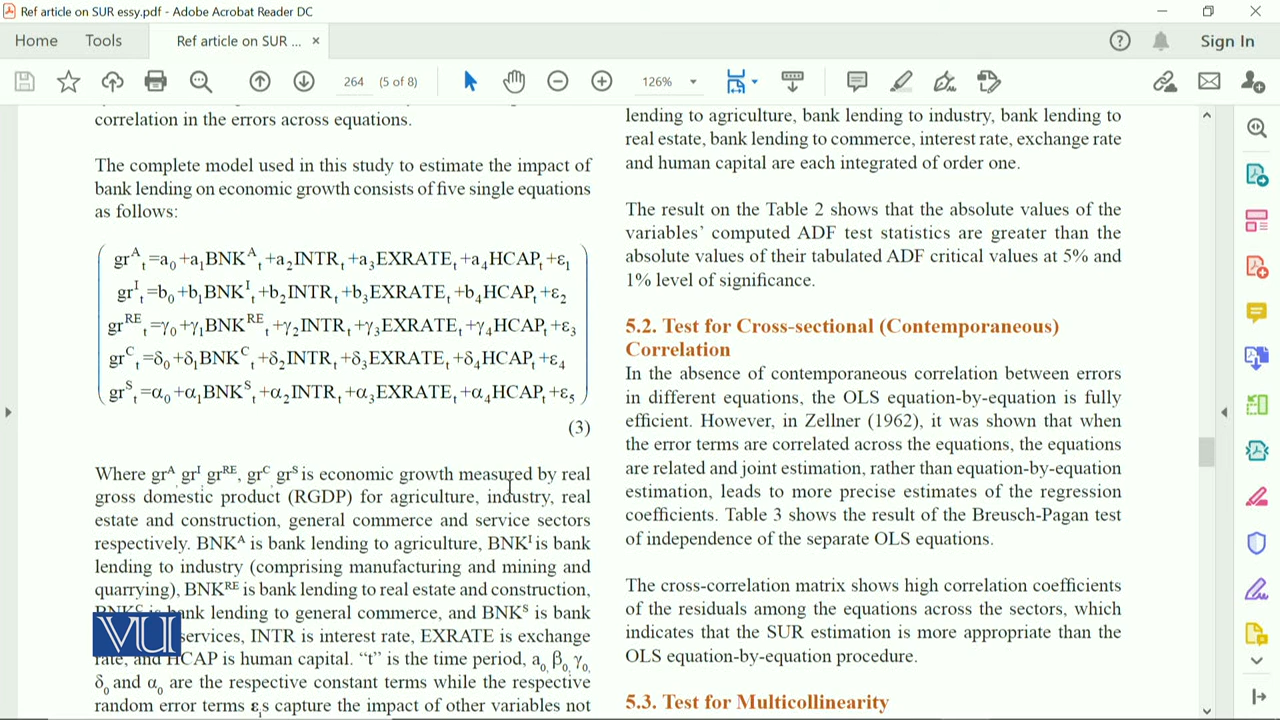 Ref article on SUR essy.pdf - Adobe Acrobat Reader DC
Home Tools Ref article on SUR ... × Sign In
264 (5 of 8) 126%
correlation in the errors across equations.
The complete model used in this study to estimate the impact of
bank lending on economic growth consists of five single equations
as follows:
grᴬₜ=a₀+a₁BNKᴬₜ+a₂INTRₜ+a₃EXRATEₜ+a₄HCAPₜ+ε₁
grᴵₜ=b₀+b₁BNKᴵₜ+b₂INTRₜ+b₃EXRATEₜ+b₄HCAPₜ+ε₂
grᴿᴱₜ=γ₀+γ₁BNKᴿᴱₜ+γ₂INTRₜ+γ₃EXRATEₜ+γ₄HCAPₜ+ε₃
grᶜₜ=δ₀+δ₁BNKᶜₜ+δ₂INTRₜ+δ₃EXRATEₜ+δ₄HCAPₜ+ε₄
grˢₜ=α₀+α₁BNKˢₜ+α₂INTRₜ+α₃EXRATEₜ+α₄HCAPₜ+ε₅
(3)
Where grᴬ, grᴵ, grᴿᴱ, grᶜ, grˢ is economic growth measured by real
gross domestic product (RGDP) for agriculture, industry, real
estate and construction, general commerce and service sectors
respectively. BNKᴬ is bank lending to agriculture, BNKᴵ is bank
lending to industry (comprising manufacturing and mining and
quarrying), BNKᴿᴱ is bank lending to real estate and construction,
BNKᶜ is bank lending to general commerce, and BNKˢ is bank
services, INTR is interest rate, EXRATE is exchange
rate, and HCAP is human capital. “t” is the time period, a₀, β₀, γ₀,
δ₀ and α₀ are the respective constant terms while the respective
random error terms εᵢs capture the impact of other variables not
VU
lending to agriculture, bank lending to industry, bank lending to
real estate, bank lending to commerce, interest rate, exchange rate
and human capital are each integrated of order one.
The result on the Table 2 shows that the absolute values of the
variables’ computed ADF test statistics are greater than the
absolute values of their tabulated ADF critical values at 5% and
1% level of significance.
5.2. Test for Cross-sectional (Contemporaneous)
Correlation
In the absence of contemporaneous correlation between errors
in different equations, the OLS equation-by-equation is fully
efficient. However, in Zellner (1962), it was shown that when
the error terms are correlated across the equations, the equations
are related and joint estimation, rather than equation-by-equation
estimation, leads to more precise estimates of the regression
coefficients. Table 3 shows the result of the Breusch-Pagan test
of independence of the separate OLS equations.
The cross-correlation matrix shows high correlation coefficients
of the residuals among the equations across the sectors, which
indicates that the SUR estimation is more appropriate than the
OLS equation-by-equation procedure.
5.3. Test for Multicollinearity